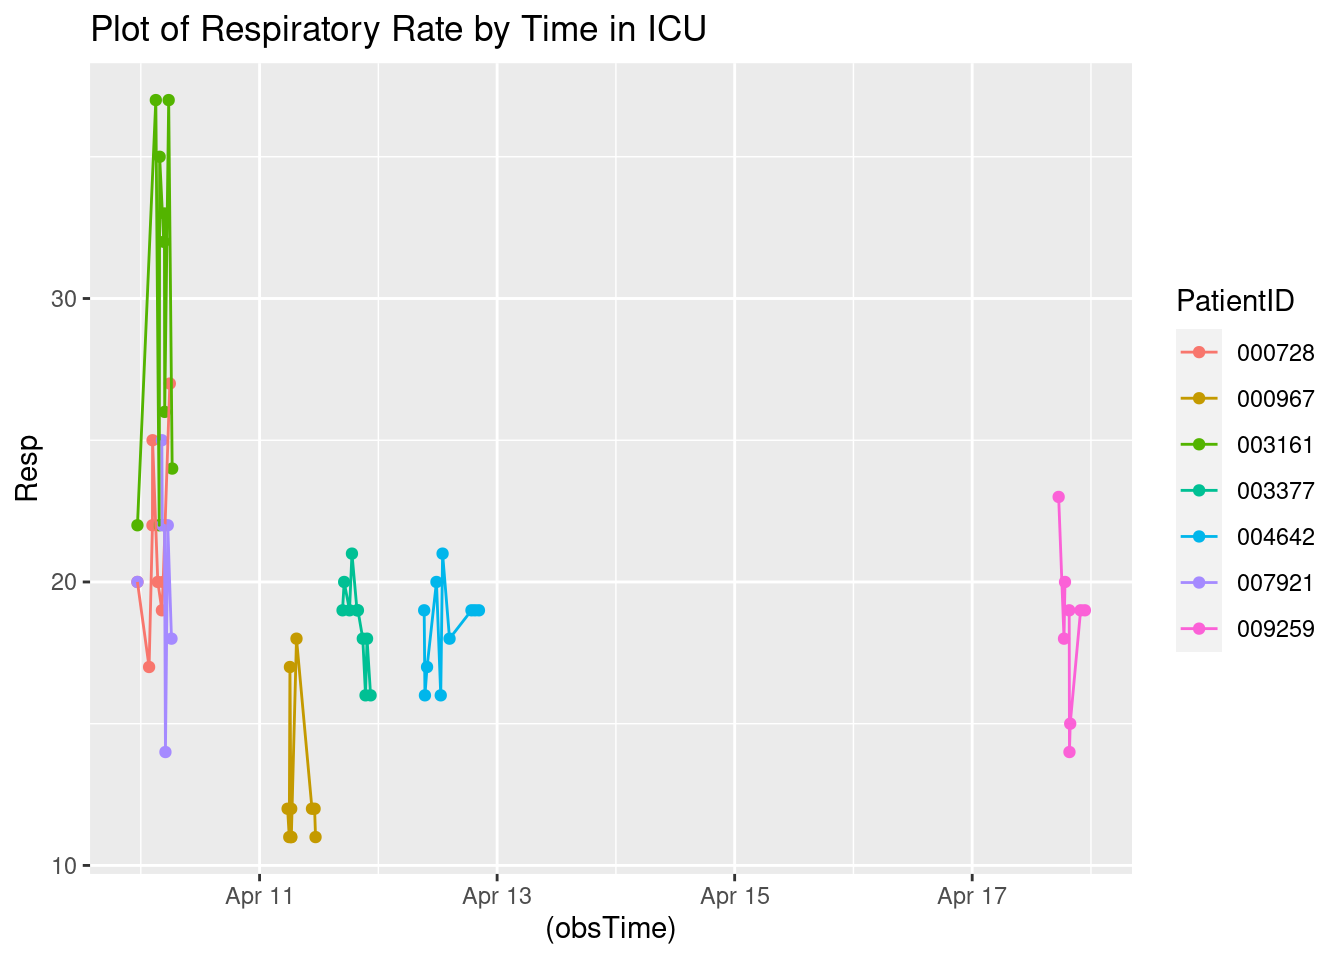 Plot of Respiratory Rate by Time in ICU
Resp
30
20
10
Apr 11
Apr 13
Apr 15
Apr 17
(obsTime)
PatientID
000728
000967
003161
003377
004642
007921
009259